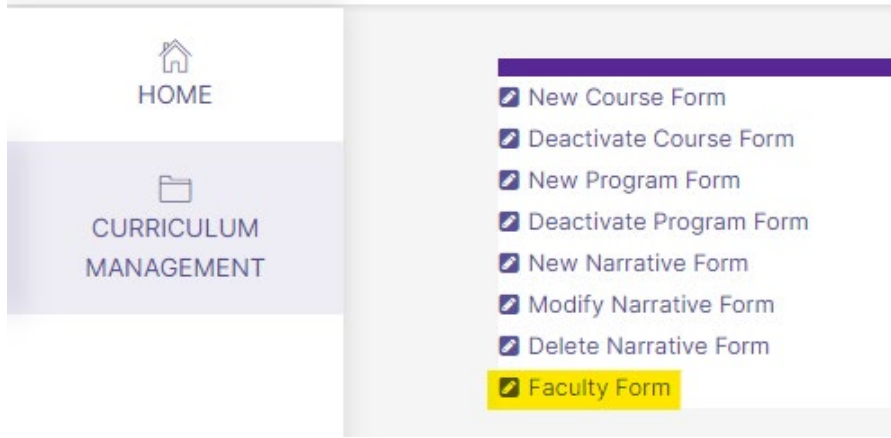 HOME
CURRICULUM
MANAGEMENT
New Course Form
Deactivate Course Form
New Program Form
Deactivate Program Form
New Narrative Form
Modify Narrative Form
Delete Narrative Form
Faculty Form